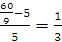 (60/9 - 5)/5 = 1/3